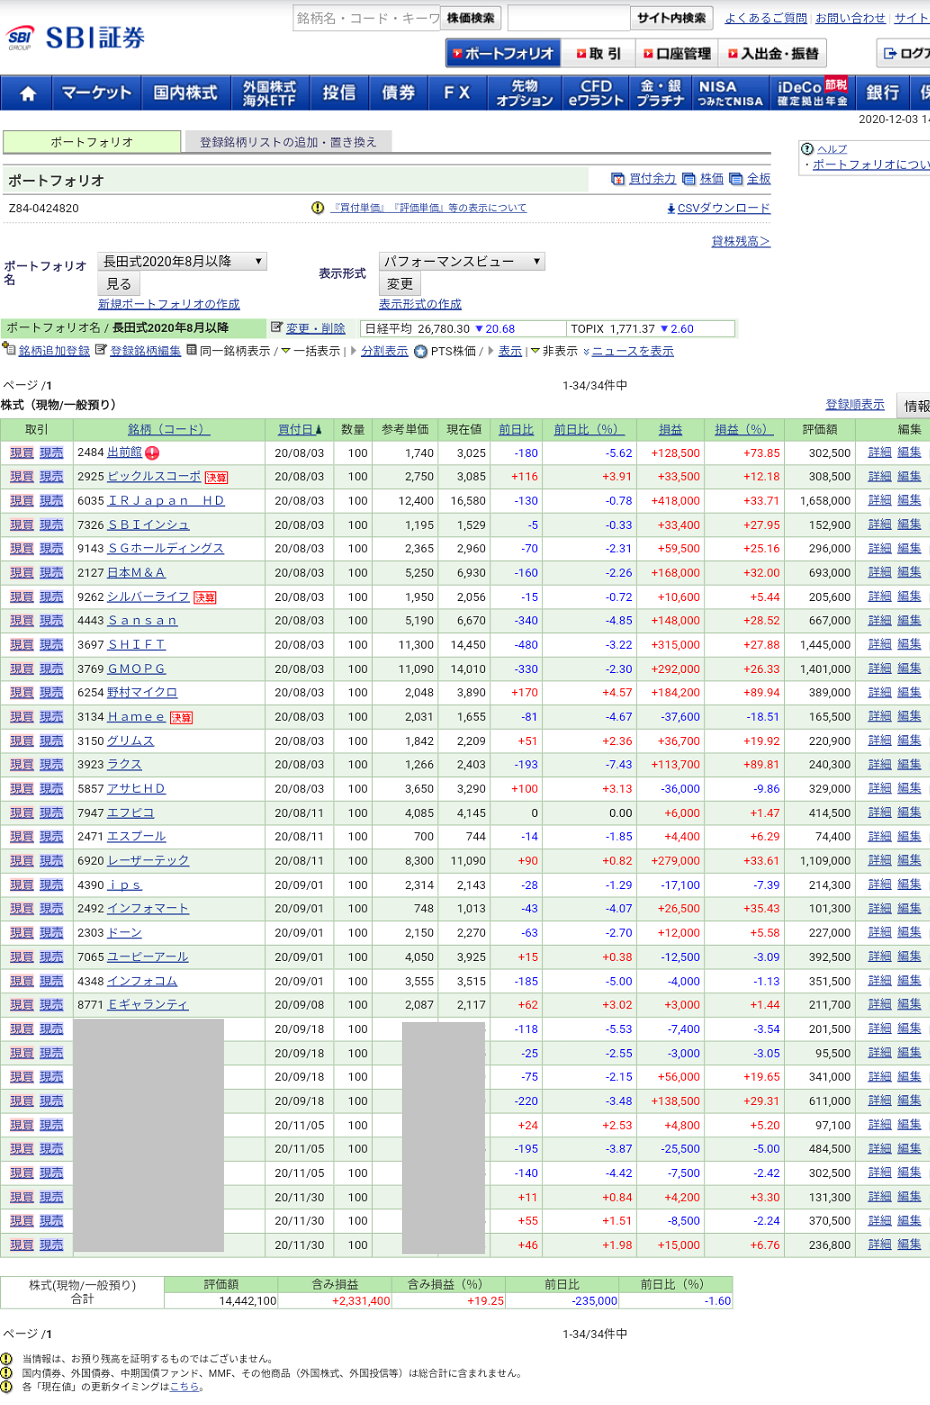 SBI GROUP SBI証券
銘柄名・コード・キーワ 株価検索 サイト内検索 よくあるご質問 | お問い合わせ | サイト
ポートフォリオ 取引 口座管理 入出金・振替 ログア
マーケット 国内株式 外国株式 海外ETF 投信 債券 FX 先物 オプション CFD eワラント 金・銀 プラチナ NISA つみたてNISA iDeCo 節税 確定拠出年金 銀行 保
2020-12-03 14
ポートフォリオ 登録銘柄リストの追加・置き換え
ヘルプ
・ポートフォリオについ
ポートフォリオ 買付余力 株価 全板
Z84-0424820 『買付単価』『評価単価』等の表示について CSVダウンロード
貸株残高＞
ポートフォリオ名 長田式2020年8月以降 ▼ 表示形式 パフォーマンスビュー ▼
見る 変更
新規ポートフォリオの作成 表示形式の作成
ポートフォリオ名 / 長田式2020年8月以降 変更・削除 日経平均 26,780.30 ▼20.68 TOPIX 1,771.37 ▼2.60
銘柄追加登録 登録銘柄編集 同一銘柄表示 / 一括表示 | 分割表示 PTS株価 / 表示 | 非表示 ニュースを表示
ページ /1 1-34/34件中
株式（現物/一般預り） 登録順表示 情報
取引 銘柄（コード） 買付日 数量 参考単価 現在値 前日比 前日比（％） 損益 損益（％） 評価額 編集
現買 現売 2484 出前館 20/08/03 100 1,740 3,025 -180 -5.62 +128,500 +73.85 302,500 詳細 編集
現買 現売 2925 ピックルスコーポ 決算 20/08/03 100 2,750 3,085 +116 +3.91 +33,500 +12.18 308,500 詳細 編集
現買 現売 6035 ＩＲＪａｐａｎ　ＨＤ 20/08/03 100 12,400 16,580 -130 -0.78 +418,000 +33.71 1,658,000 詳細 編集
現買 現売 7326 ＳＢＩインシュ 20/08/03 100 1,195 1,529 -5 -0.33 +33,400 +27.95 152,900 詳細 編集
現買 現売 9143 ＳＧホールディングス 20/08/03 100 2,365 2,960 -70 -2.31 +59,500 +25.16 296,000 詳細 編集
現買 現売 2127 日本Ｍ＆Ａ 20/08/03 100 5,250 6,930 -160 -2.26 +168,000 +32.00 693,000 詳細 編集
現買 現売 9262 シルバーライフ 決算 20/08/03 100 1,950 2,056 -15 -0.72 +10,600 +5.44 205,600 詳細 編集
現買 現売 4443 Ｓａｎｓａｎ 20/08/03 100 5,190 6,670 -340 -4.85 +148,000 +28.52 667,000 詳細 編集
現買 現売 3697 ＳＨＩＦＴ 20/08/03 100 11,300 14,450 -480 -3.22 +315,000 +27.88 1,445,000 詳細 編集
現買 現売 3769 ＧＭＯＰＧ 20/08/03 100 11,090 14,010 -330 -2.30 +292,000 +26.33 1,401,000 詳細 編集
現買 現売 6254 野村マイクロ 20/08/03 100 2,048 3,890 +170 +4.57 +184,200 +89.94 389,000 詳細 編集
現買 現売 3134 Ｈａｍｅｅ 決算 20/08/03 100 2,031 1,655 -81 -4.67 -37,600 -18.51 165,500 詳細 編集
現買 現売 3150 グリムス 20/08/03 100 1,842 2,209 +51 +2.36 +36,700 +19.92 220,900 詳細 編集
現買 現売 3923 ラクス 20/08/03 100 1,266 2,403 -193 -7.43 +113,700 +89.81 240,300 詳細 編集
現買 現売 5857 アサヒＨＤ 20/08/03 100 3,650 3,290 +100 +3.13 -36,000 -9.86 329,000 詳細 編集
現買 現売 7947 エフピコ 20/08/11 100 4,085 4,145 0 0.00 +6,000 +1.47 414,500 詳細 編集
現買 現売 2471 エスプール 20/08/11 100 700 744 -14 -1.85 +4,400 +6.29 74,400 詳細 編集
現買 現売 6920 レーザーテック 20/08/11 100 8,300 11,090 +90 +0.82 +279,000 +33.61 1,109,000 詳細 編集
現買 現売 4390 ｉｐｓ 20/09/01 100 2,314 2,143 -28 -1.29 -17,100 -7.39 214,300 詳細 編集
現買 現売 2492 インフォマート 20/09/01 100 748 1,013 -43 -4.07 +26,500 +35.43 101,300 詳細 編集
現買 現売 2303 ドーン 20/09/01 100 2,150 2,270 -63 -2.70 +12,000 +5.58 227,000 詳細 編集
現買 現売 7065 ユーピーアール 20/09/01 100 4,050 3,925 +15 +0.38 -12,500 -3.09 392,500 詳細 編集
現買 現売 4348 インフォコム 20/09/01 100 3,555 3,515 -185 -5.00 -4,000 -1.13 351,500 詳細 編集
現買 現売 8771 Ｅギャランティ 20/09/08 100 2,087 2,117 +62 +3.02 +3,000 +1.44 211,700 詳細 編集
現買 現売 20/09/18 100 -118 -5.53 -7,400 -3.54 201,500 詳細 編集
現買 現売 20/09/18 100 -25 -2.55 -3,000 -3.05 95,500 詳細 編集
現買 現売 20/09/18 100 -75 -2.15 +56,000 +19.65 341,000 詳細 編集
現買 現売 20/09/18 100 -220 -3.48 +138,500 +29.31 611,000 詳細 編集
現買 現売 20/11/05 100 +24 +2.53 +4,800 +5.20 97,100 詳細 編集
現買 現売 20/11/05 100 -195 -3.87 -25,500 -5.00 484,500 詳細 編集
現買 現売 20/11/05 100 -140 -4.42 -7,500 -2.42 302,500 詳細 編集
現買 現売 20/11/30 100 +11 +0.84 +4,200 +3.30 131,300 詳細 編集
現買 現売 20/11/30 100 +55 +1.51 -8,500 -2.24 370,500 詳細 編集
現買 現売 20/11/30 100 +46 +1.98 +15,000 +6.76 236,800 詳細 編集
株式(現物/一般預り)合計 評価額 含み損益 含み損益（％） 前日比 前日比（％）
14,442,100 +2,331,400 +19.25 -235,000 -1.60
ページ /1 1-34/34件中
当情報は、お預り残高を証明するものではございません。
国内債券、外国債券、中期国債ファンド、MMF、その他商品（外国株式、外国投信等）は総合計に含まれません。
各「現在値」の更新タイミングはこちら。